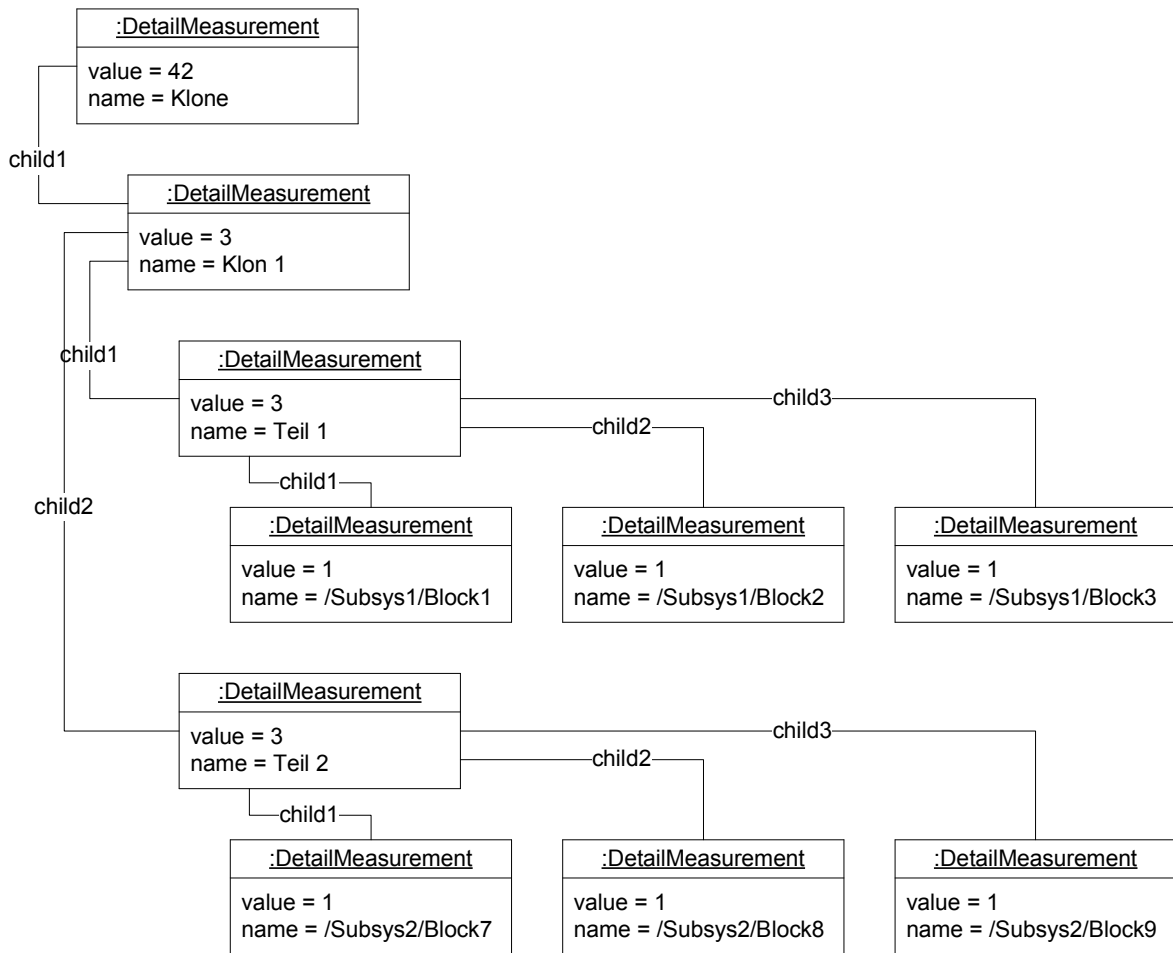 :DetailMeasurement
value = 42
name = Klone
child1
:DetailMeasurement
value = 3
name = Klon 1
child1
:DetailMeasurement
value = 3
name = Teil 1
child3
child2
child1
child2
:DetailMeasurement
value = 1
name = /Subsys1/Block1
:DetailMeasurement
value = 1
name = /Subsys1/Block2
:DetailMeasurement
value = 1
name = /Subsys1/Block3
:DetailMeasurement
value = 3
name = Teil 2
child3
child2
child1
:DetailMeasurement
value = 1
name = /Subsys2/Block7
:DetailMeasurement
value = 1
name = /Subsys2/Block8
:DetailMeasurement
value = 1
name = /Subsys2/Block9